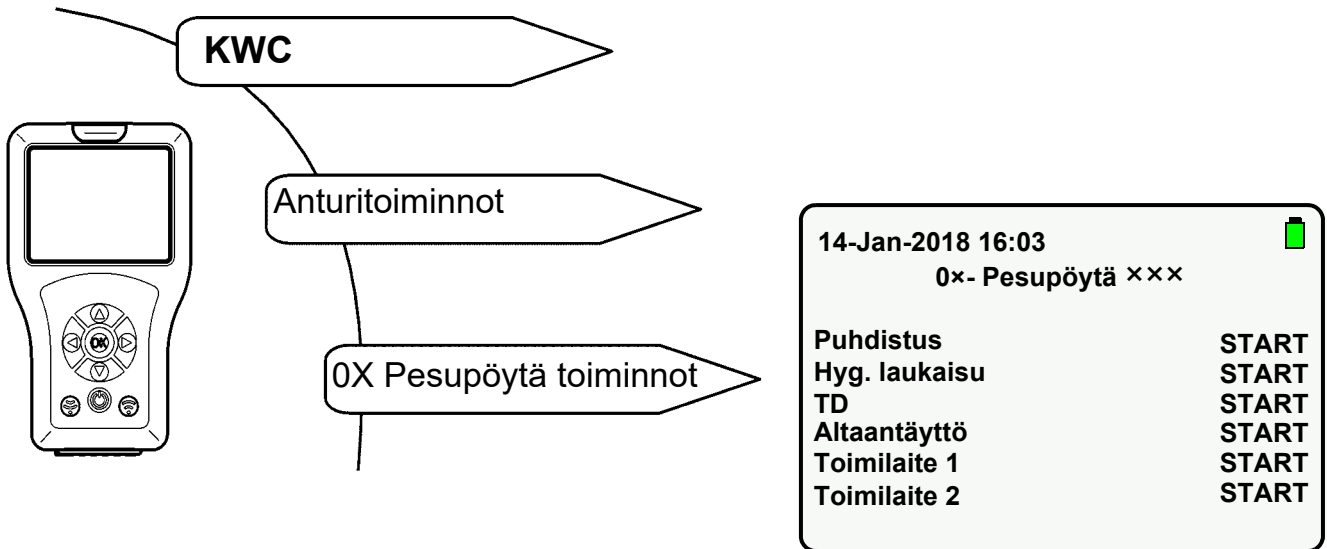 KWC
Anturitoiminnot
0X Pesupöytä toiminnot
OK
14-Jan-2018 16:03
0×- Pesupöytä ×××
Puhdistus START
Hyg. laukaisu START
TD START
Altaantäyttö START
Toimilaite 1 START
Toimilaite 2 START